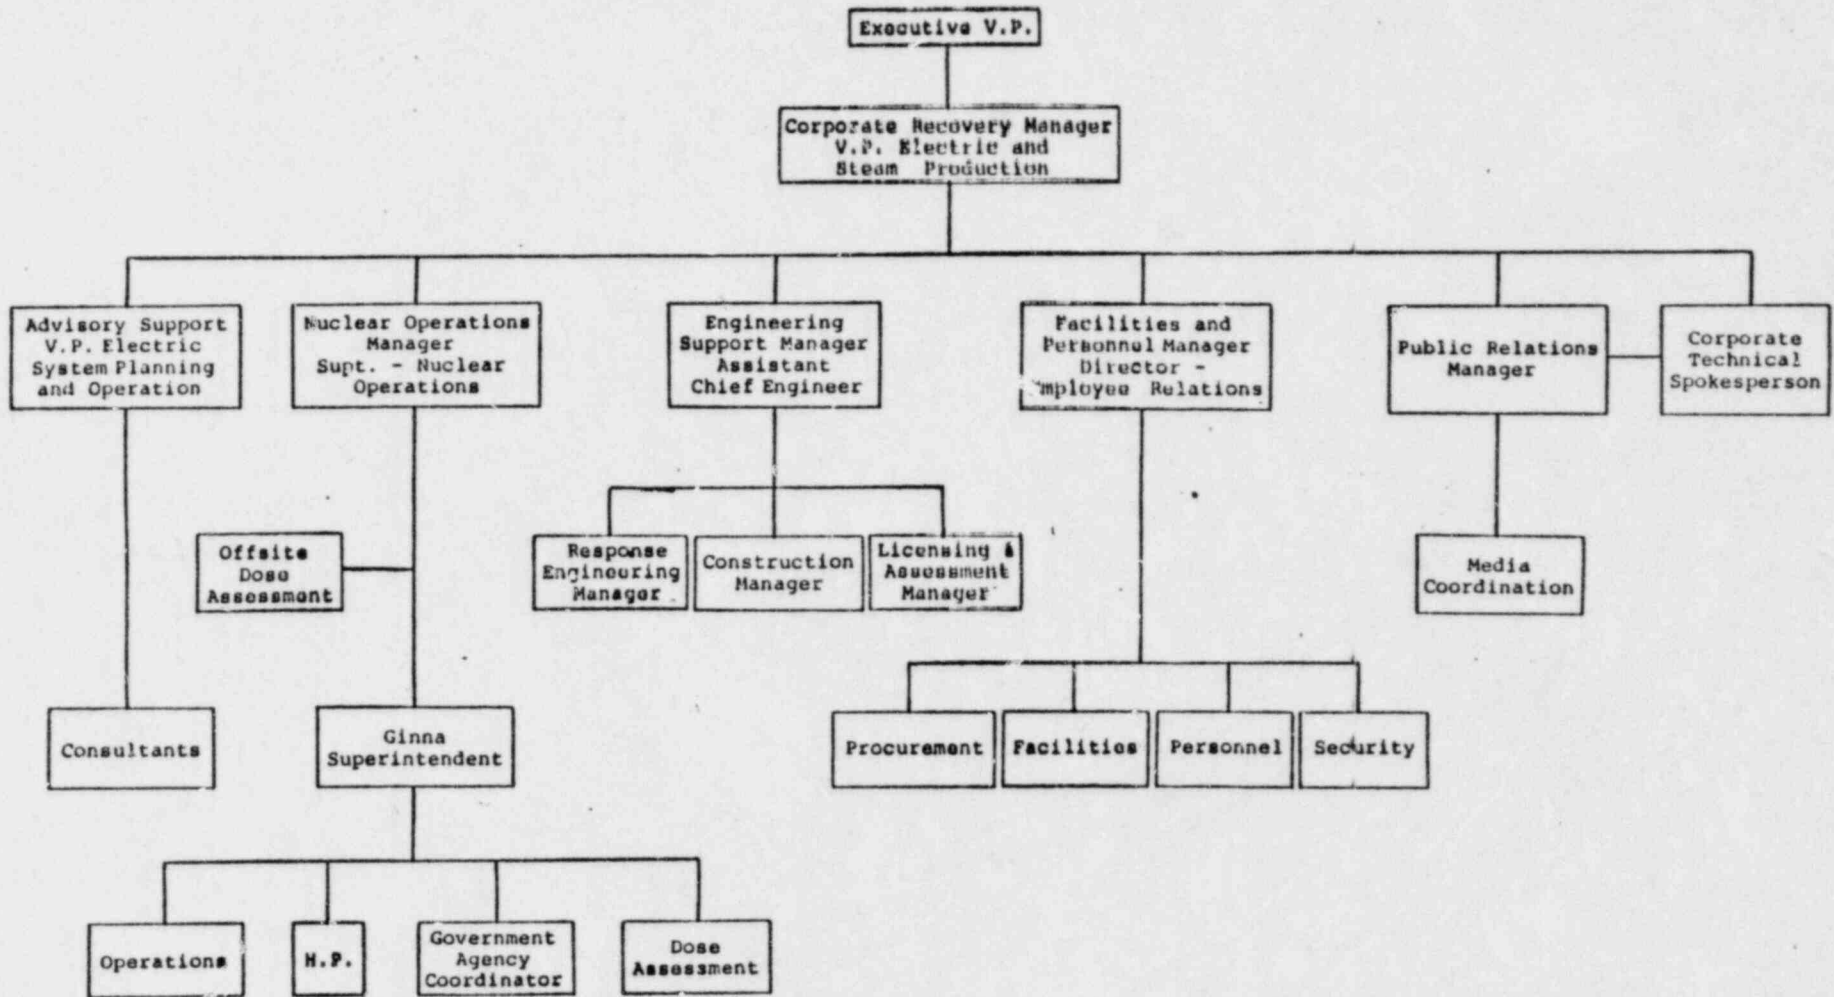 Executive V.P.
Corporate Recovery Manager
V.P. Electric and
Steam Production
Advisory Support
V.P. Electric
System Planning
and Operation
Nuclear Operations
Manager
Supt. - Nuclear
Operations
Engineering
Support Manager
Assistant
Chief Engineer
Facilities and
Personnel Manager
Director -
Employee Relations
Public Relations
Manager
Corporate
Technical
Spokesperson
Offsite
Dose
Assessment
Response
Engineering
Manager
Construction
Manager
Licensing &
Assessment
Manager
Media
Coordination
Consultants
Ginna
Superintendent
Procurement
Facilities
Personnel
Security
Operations
H.P.
Government
Agency
Coordinator
Dose
Assessment